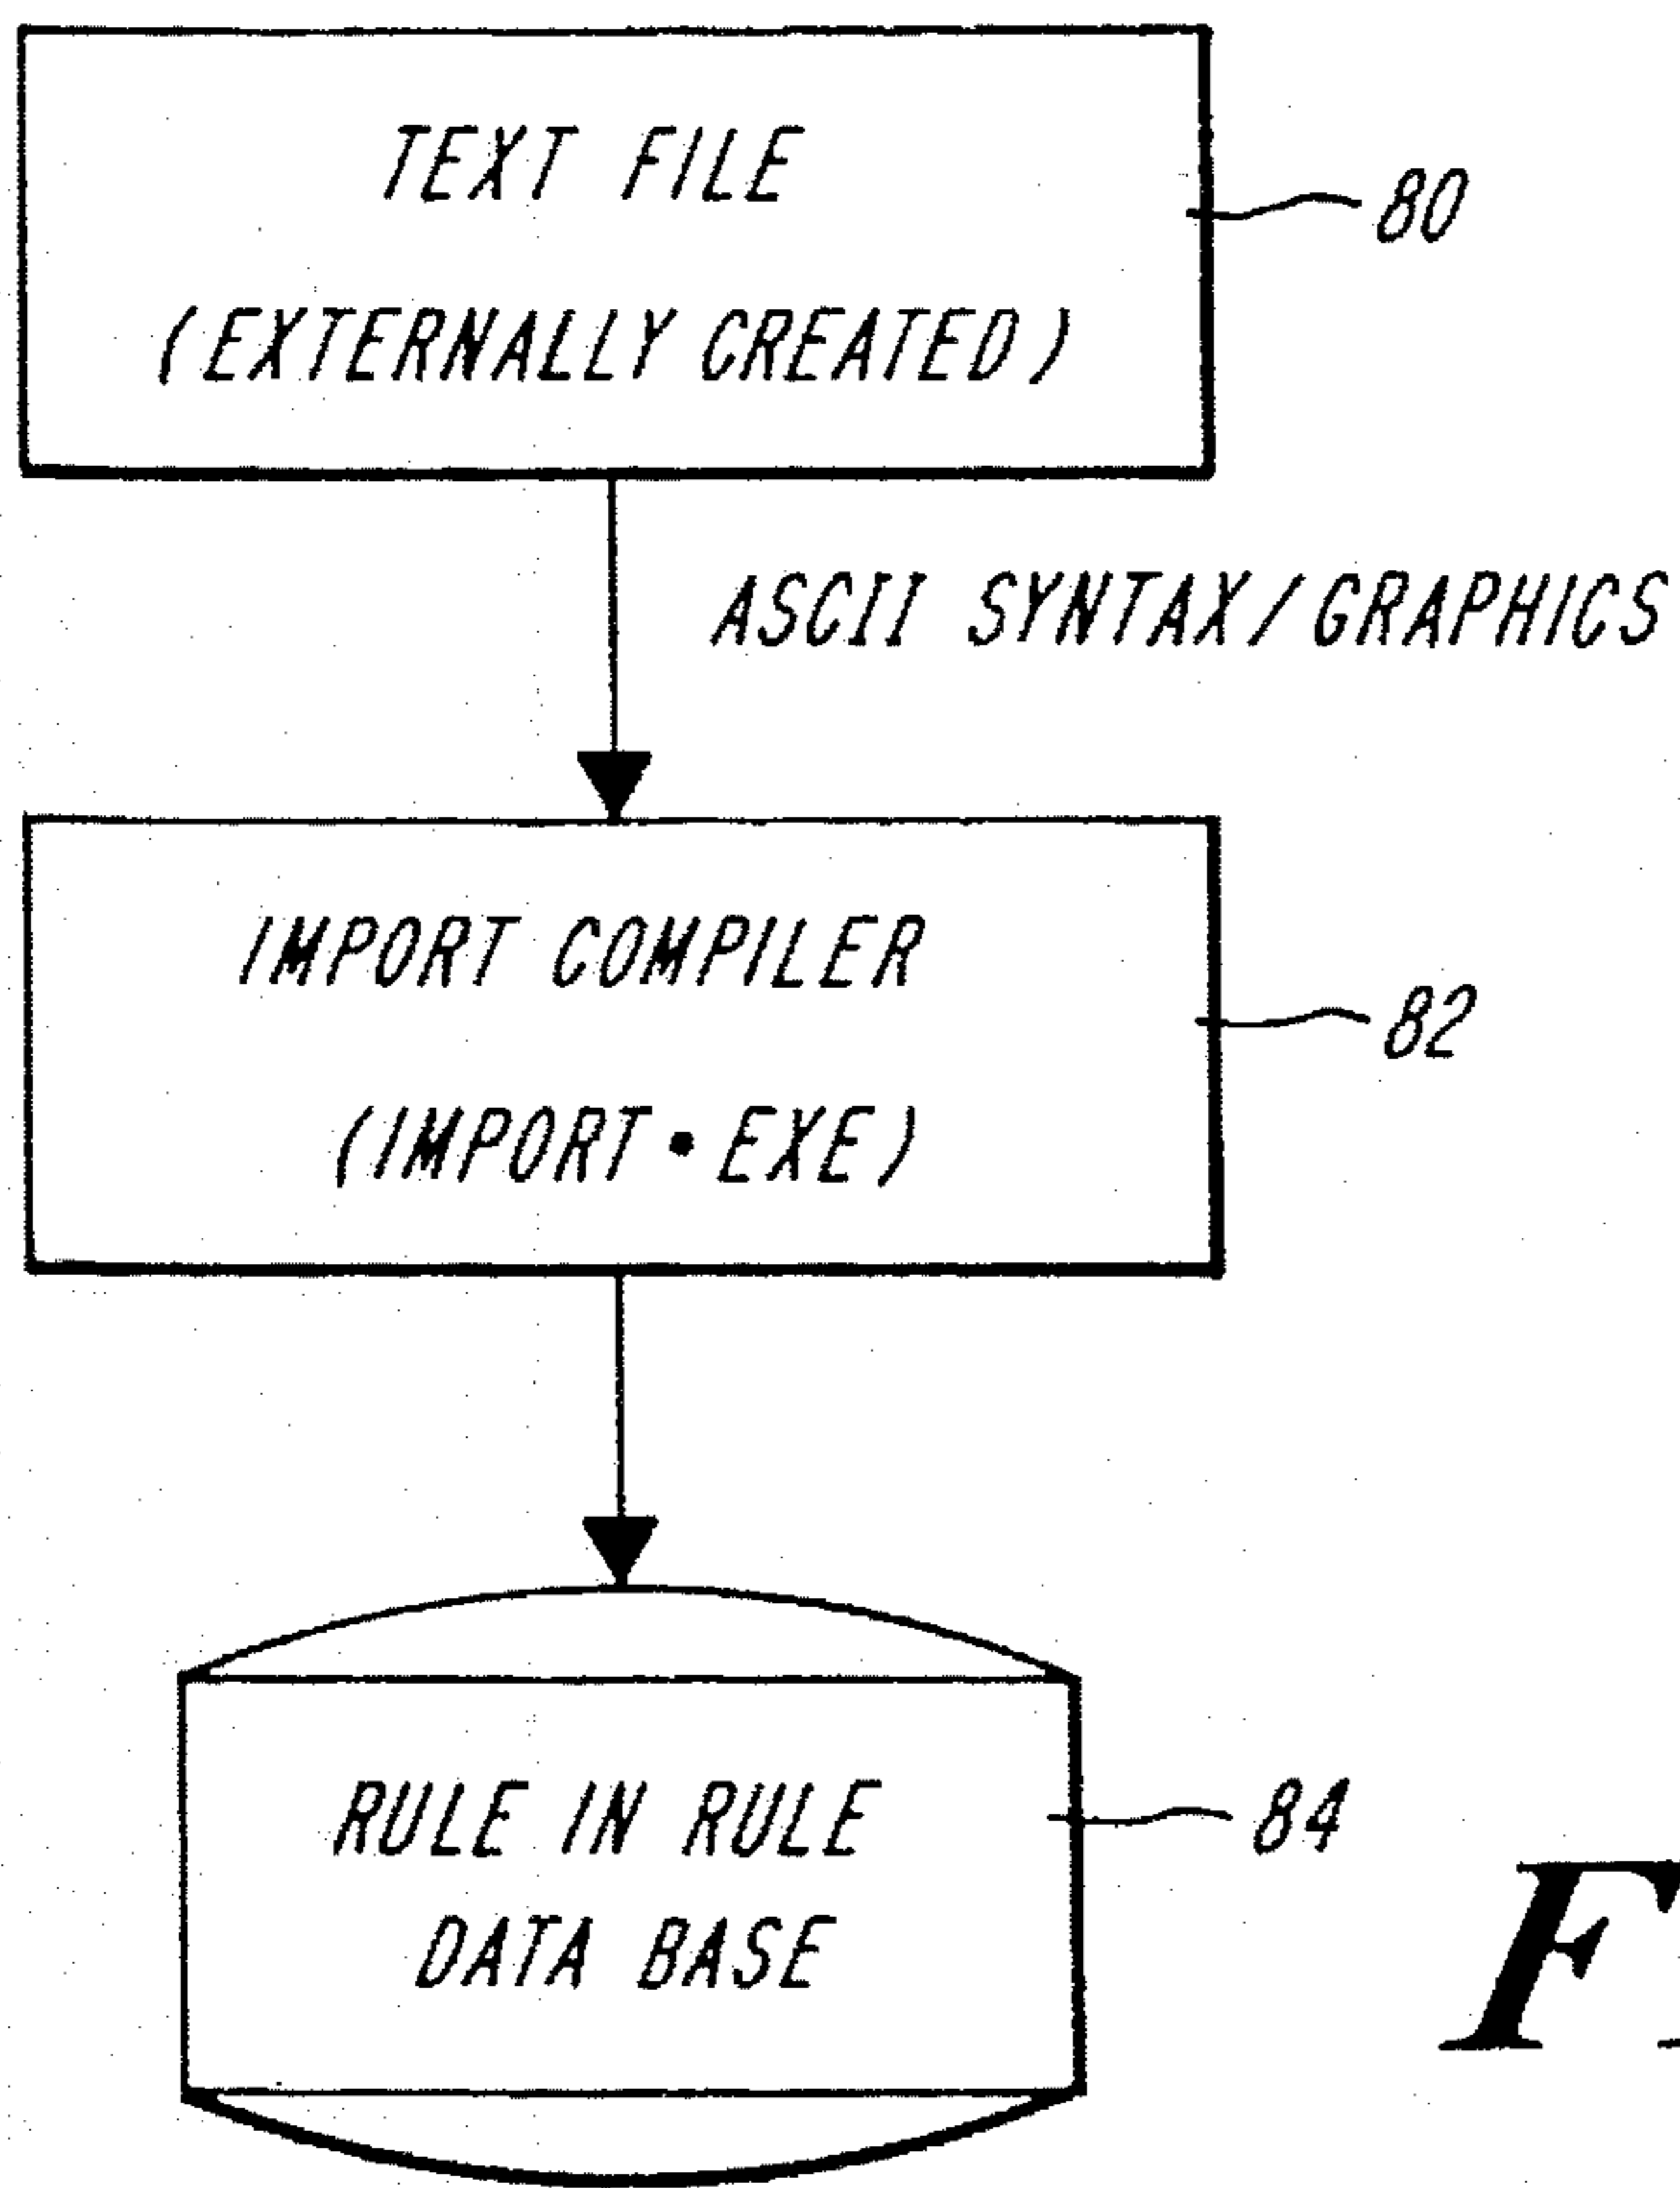 TEXT FILE
(EXTERNALLY CREATED)
80
ASCII SYNTAX/GRAPHICS
IMPORT COMPILER
(IMPORT•EXE)
82
RULE IN RULE
DATA BASE
84